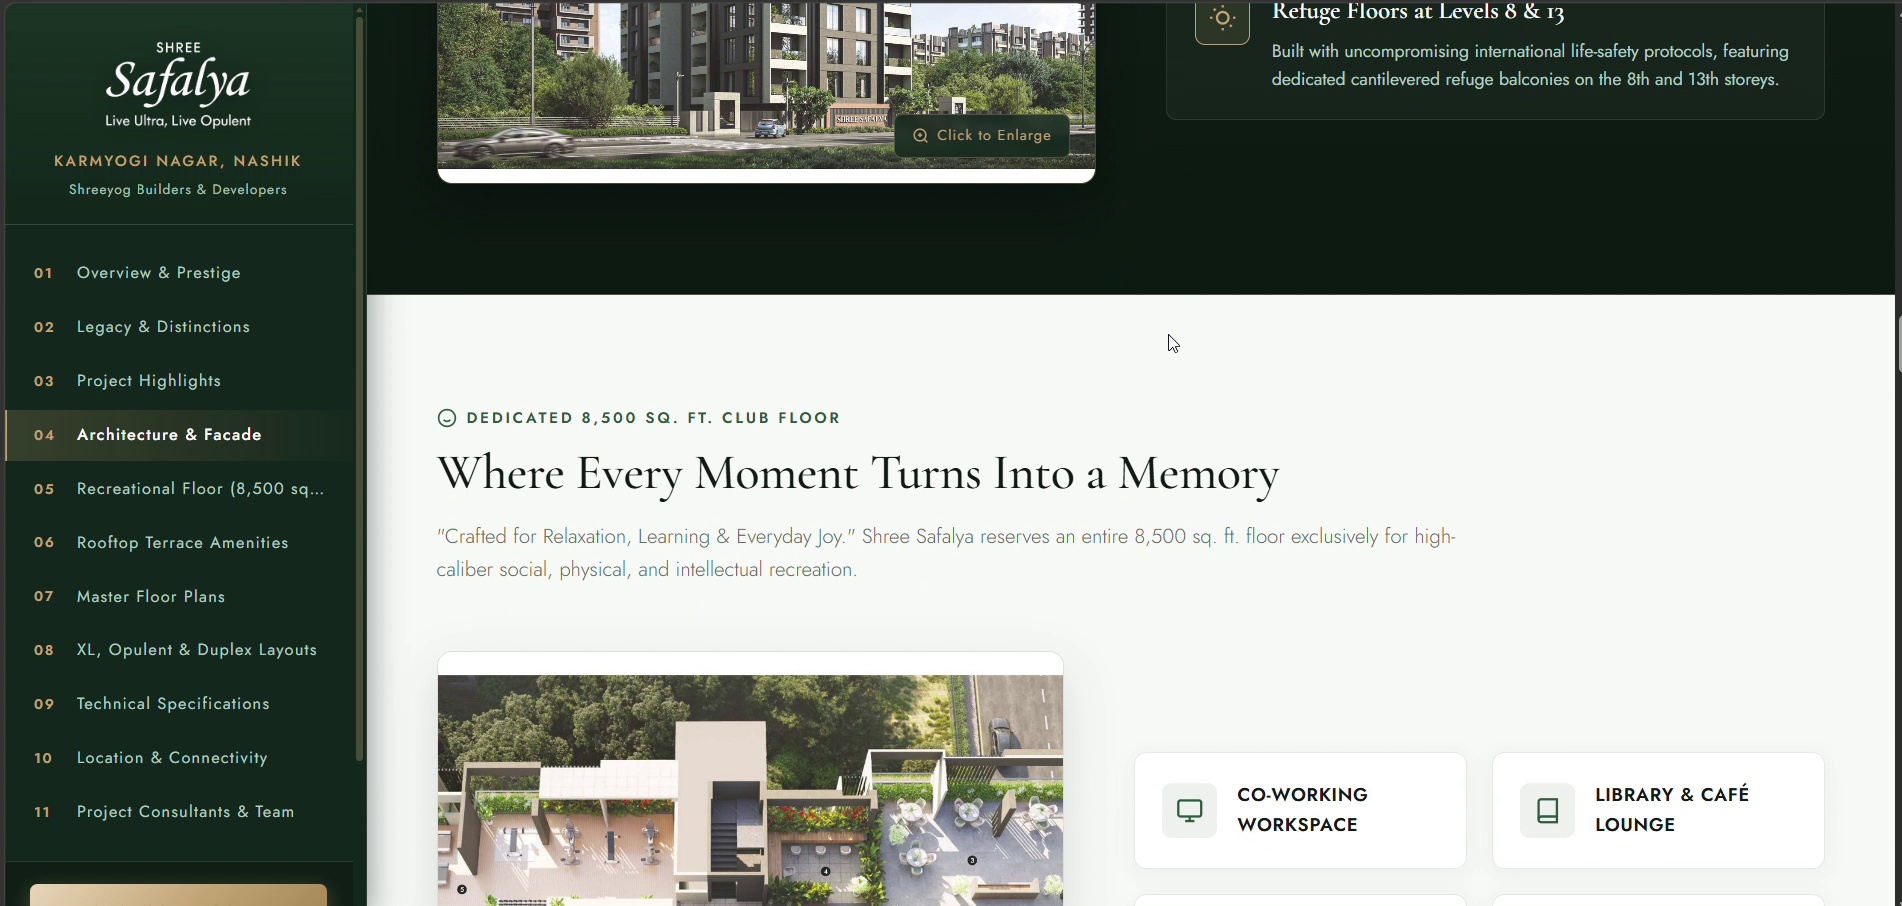 SHREE
Safalya
Live Ultra, Live Opulent
KARMYOGI NAGAR, NASHIK
Shreeyog Builders & Developers
01 Overview & Prestige
02 Legacy & Distinctions
03 Project Highlights
04 Architecture & Facade
05 Recreational Floor (8,500 sq...
06 Rooftop Terrace Amenities
07 Master Floor Plans
08 XL, Opulent & Duplex Layouts
09 Technical Specifications
10 Location & Connectivity
11 Project Consultants & Team
SHREE SAFALYA
Click to Enlarge
Refuge Floors at Levels 8 & 13
Built with uncompromising international life-safety protocols, featuring
dedicated cantilevered refuge balconies on the 8th and 13th storeys.
DEDICATED 8,500 SQ. FT. CLUB FLOOR
Where Every Moment Turns Into a Memory
"Crafted for Relaxation, Learning & Everyday Joy." Shree Safalya reserves an entire 8,500 sq. ft. floor exclusively for high-
caliber social, physical, and intellectual recreation.
3
4
5
CO-WORKING
WORKSPACE
LIBRARY & CAFÉ
LOUNGE